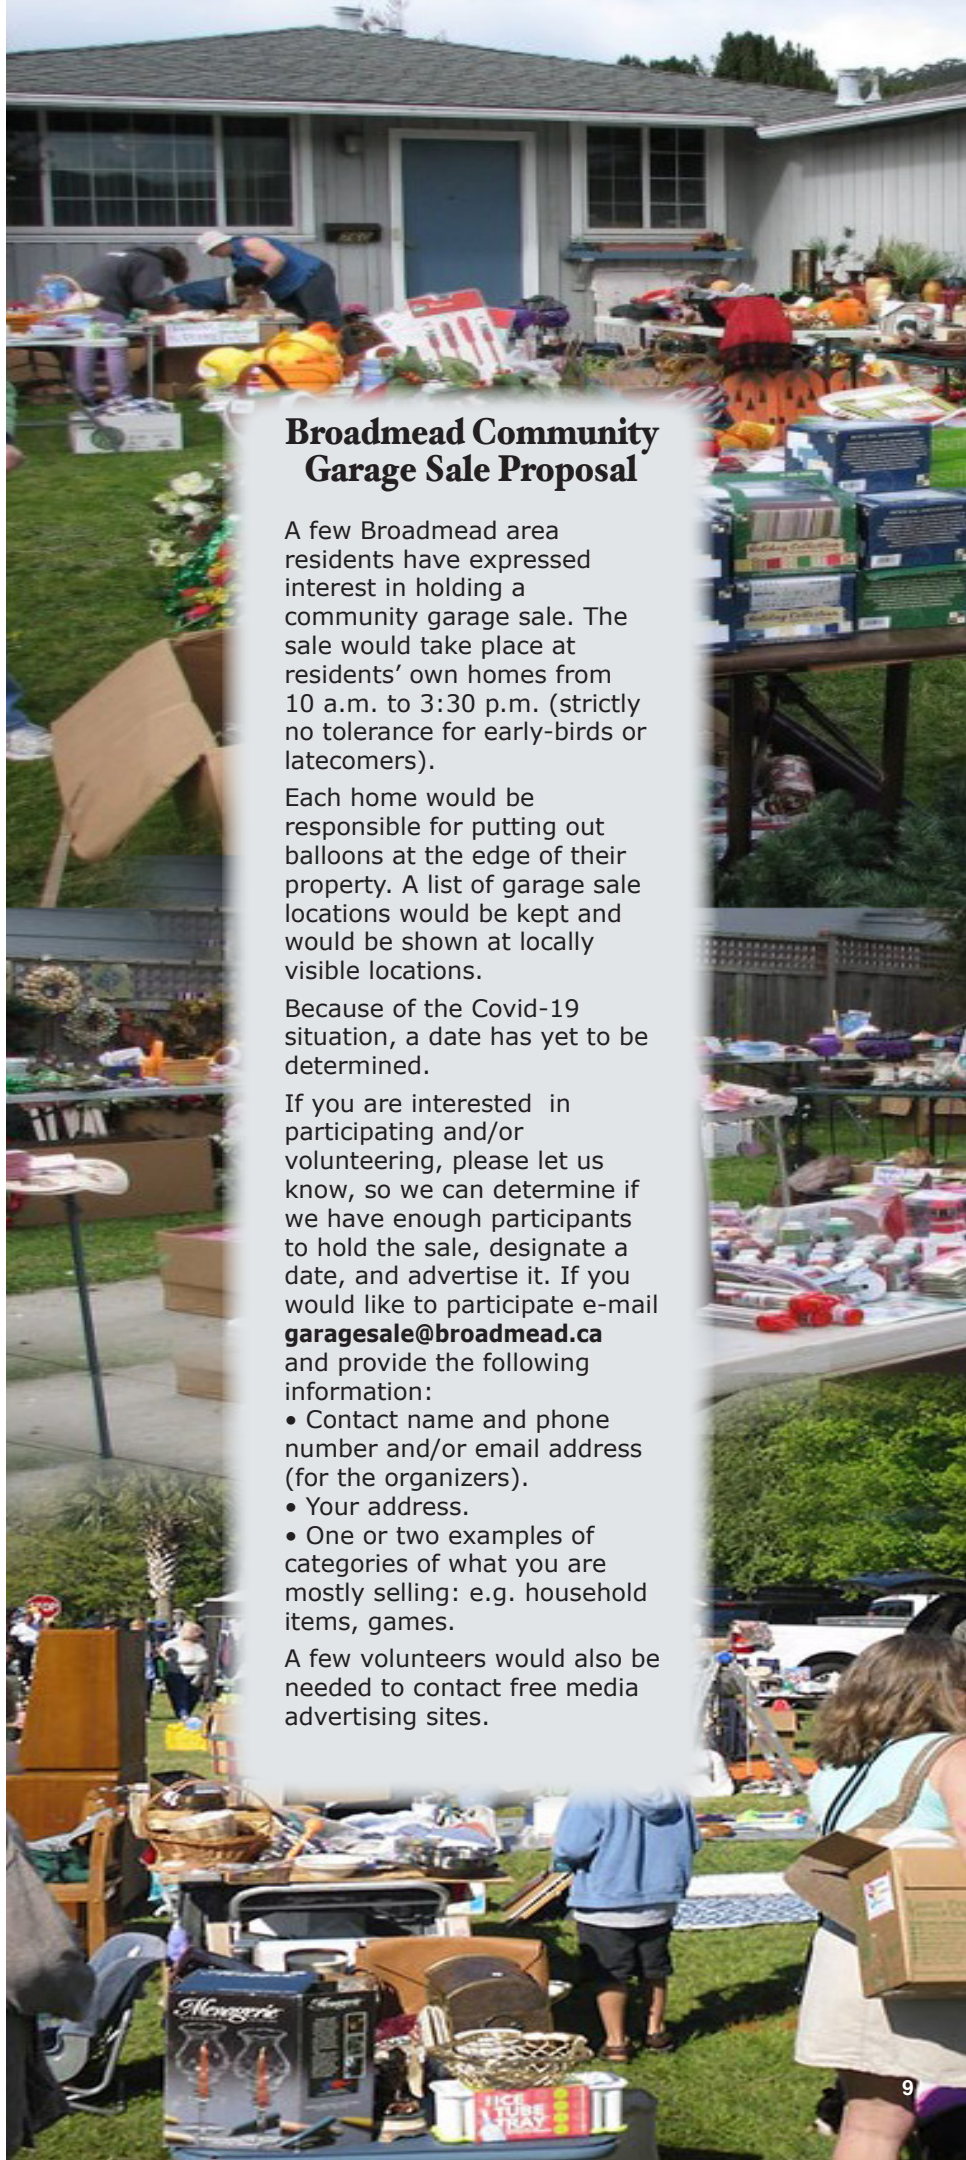 Broadmead Community
Garage Sale Proposal
A few Broadmead area
residents have expressed
interest in holding a
community garage sale. The
sale would take place at
residents’ own homes from
10 a.m. to 3:30 p.m. (strictly
no tolerance for early-birds or
latecomers).
Each home would be
responsible for putting out
balloons at the edge of their
property. A list of garage sale
locations would be kept and
would be shown at locally
visible locations.
Because of the Covid-19
situation, a date has yet to be
determined.
If you are interested  in
participating and/or
volunteering, please let us
know, so we can determine if
we have enough participants
to hold the sale, designate a
date, and advertise it. If you
would like to participate e-mail
garagesale@broadmead.ca
and provide the following
information:
• Contact name and phone
number and/or email address
(for the organizers).
• Your address.
• One or two examples of
categories of what you are
mostly selling: e.g. household
items, games.
A few volunteers would also be
needed to contact free media
advertising sites.
Holiday Collection
Holiday Collection
STOP
Menagerie
ICE
TUBE
TRAY
9